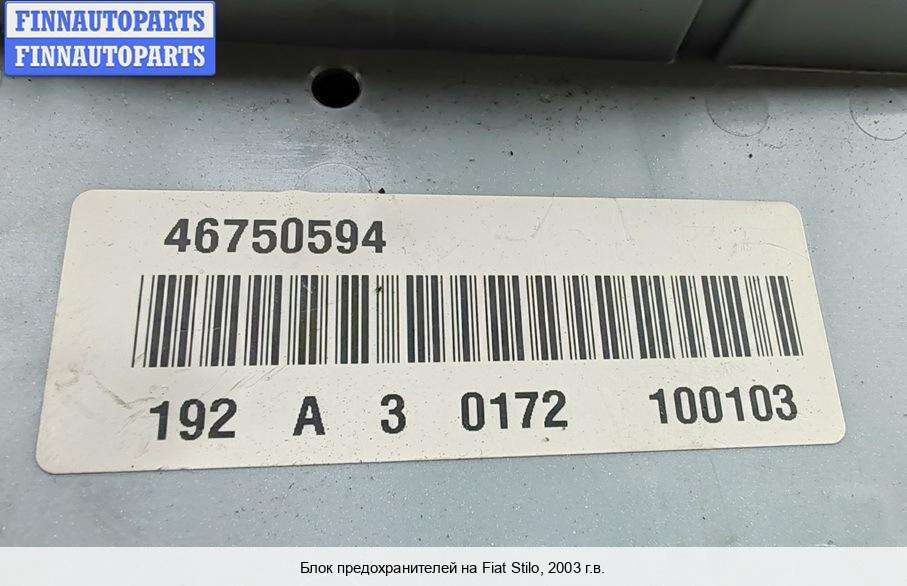 FINNAUTOPARTS
FINNAUTOPARTS
46750594
192 A 3 0172 100103
Блок предохранителей на Fiat Stilo, 2003 г.в.